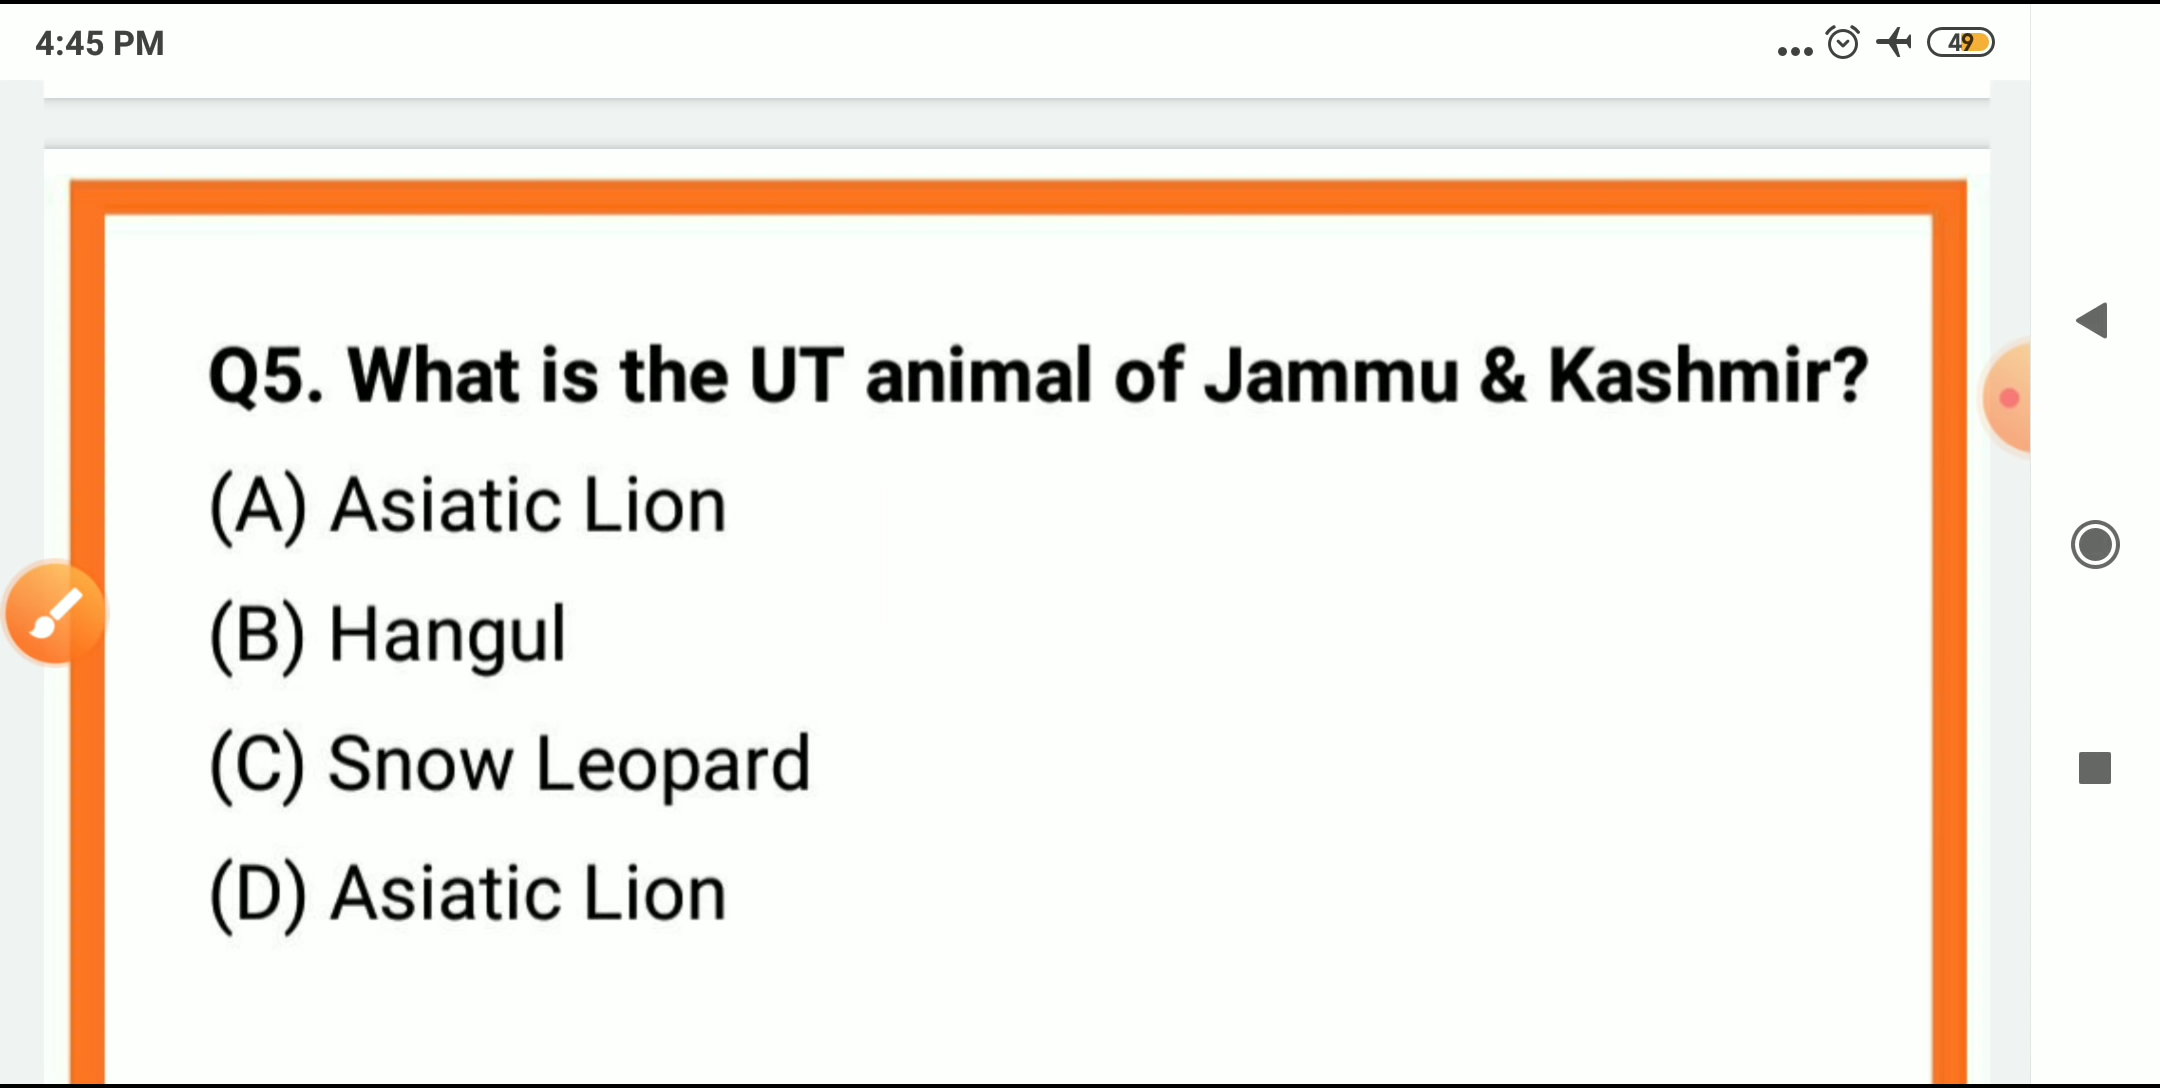 4:45 PM
49
Q5. What is the UT animal of Jammu & Kashmir?
(A) Asiatic Lion
(B) Hangul
(C) Snow Leopard
(D) Asiatic Lion